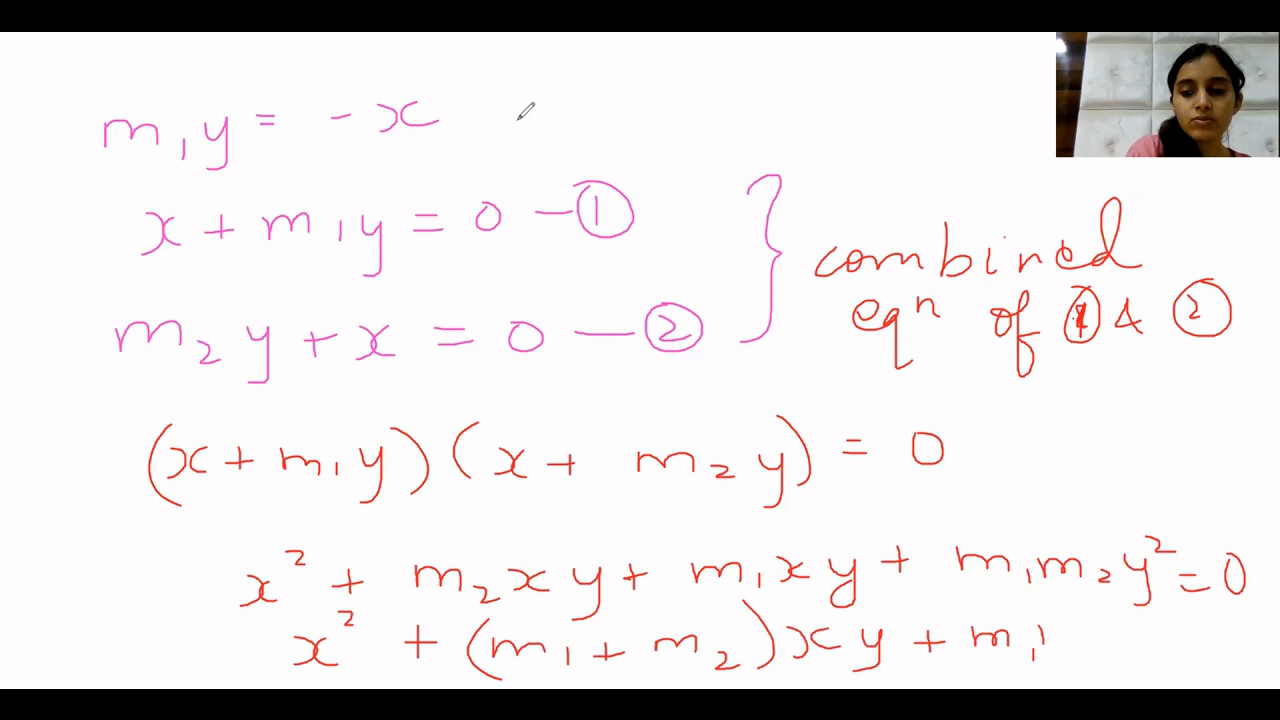 m₁y = -x
x + m₁y = 0 — ①
m₂y + x = 0 — ②
combined
eqⁿ of ① & ②
(x + m₁y) (x + m₂y) = 0
x² + m₂xy + m₁xy + m₁m₂y² = 0
x² + (m₁ + m₂)xy + m₁